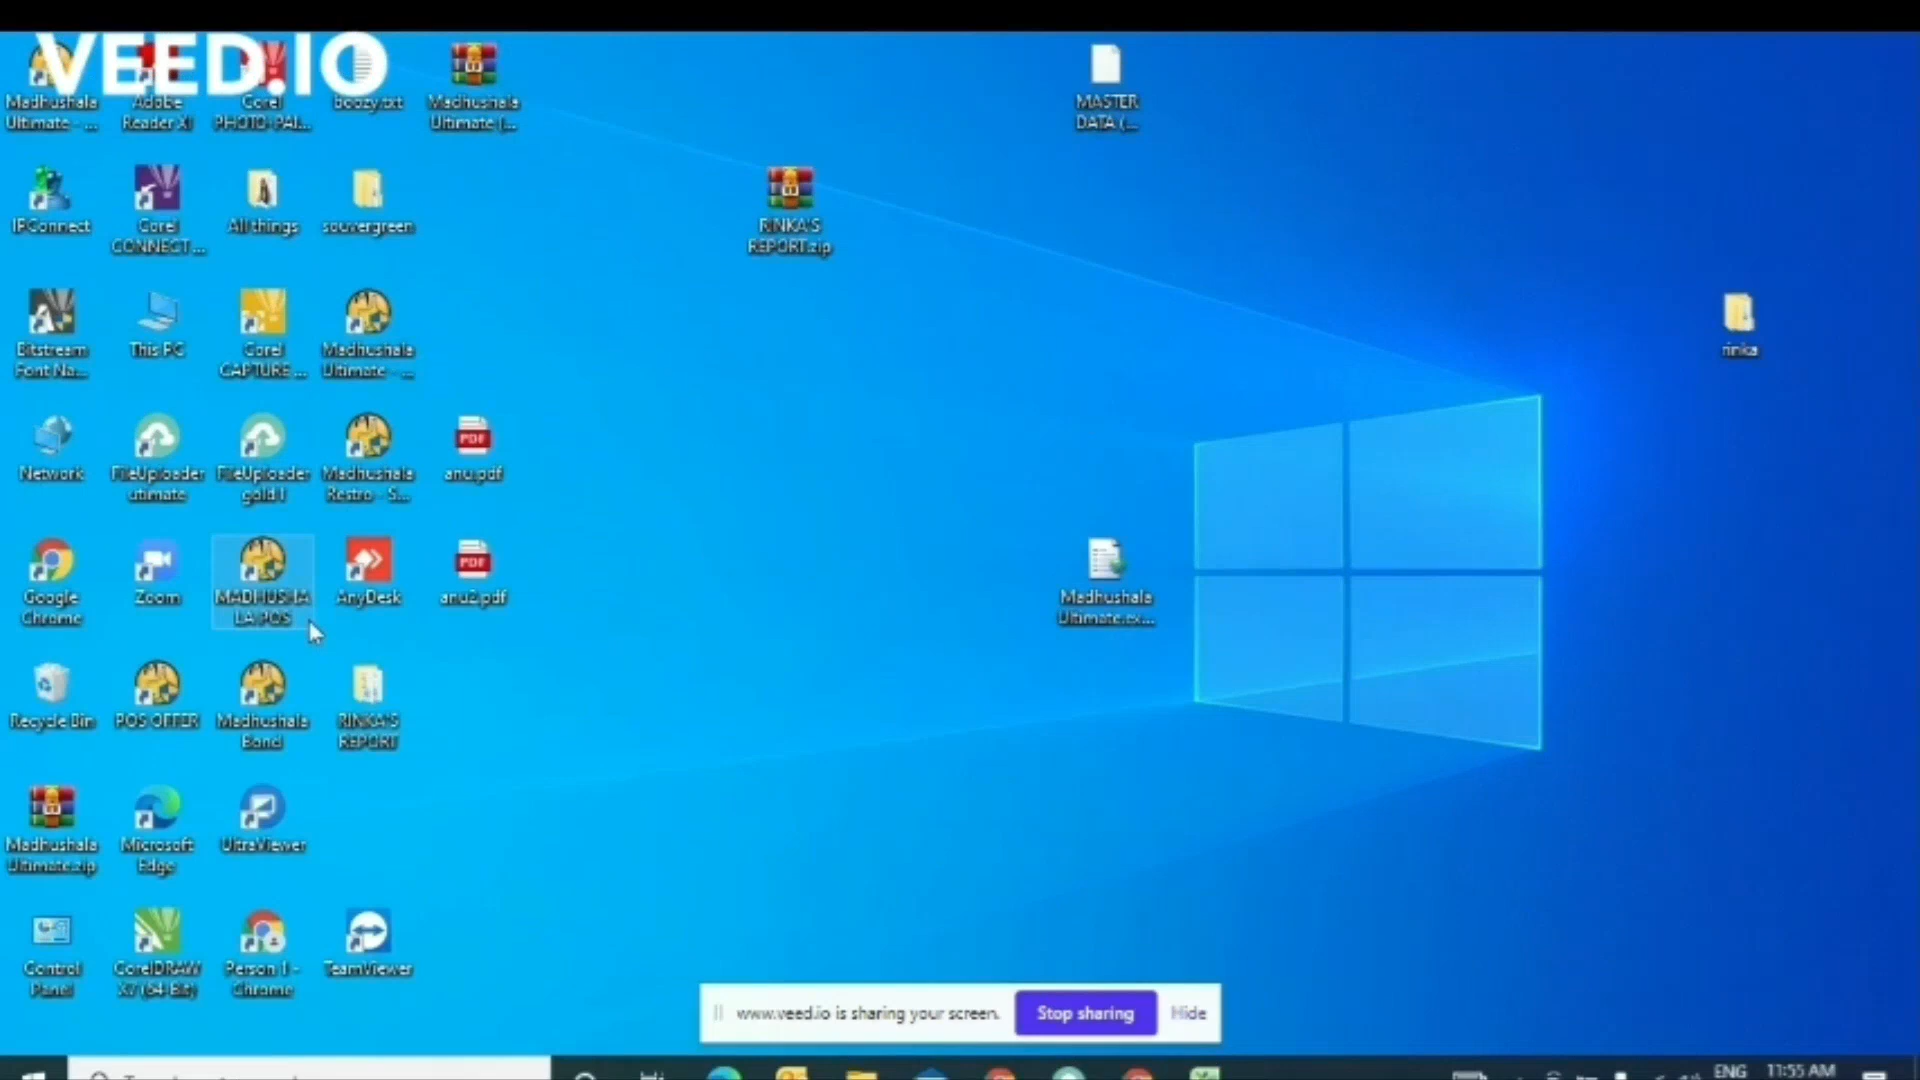 VEED.IO
Madhushala
Ultimate - ...
Adobe
Reader XI
Corel
PHOTO-PAI...
boozy.txt
Madhushala
Ultimate (...
MASTER
DATA (...
IPConnect
Corel
CONNECT ...
All things
souvergreen
RINKA'S
REPORT.zip
Bitstream
Font Na...
This PC
Corel
CAPTURE ...
Madhushala
Ultimate - ...
rinka
Network
FileUploader
utimate
FileUploader
gold I
Madhushala
Restro - S...
anu.pdf
Google
Chrome
Zoom
MADHUSHA
LA POS
AnyDesk
anu2.pdf
Madhushala
Ultimate.ex...
Recycle Bin
POS OFFER
Madhushala
Bond
RINKA'S
REPORT
Madhushala
Ultimate.zip
Microsoft
Edge
UltraViewer
Control
Panel
CorelDRAW
X7 (64-Bit)
Person 1 -
Chrome
TeamViewer
www.veed.io is sharing your screen.
Stop sharing
Hide
ENG
11:55 AM